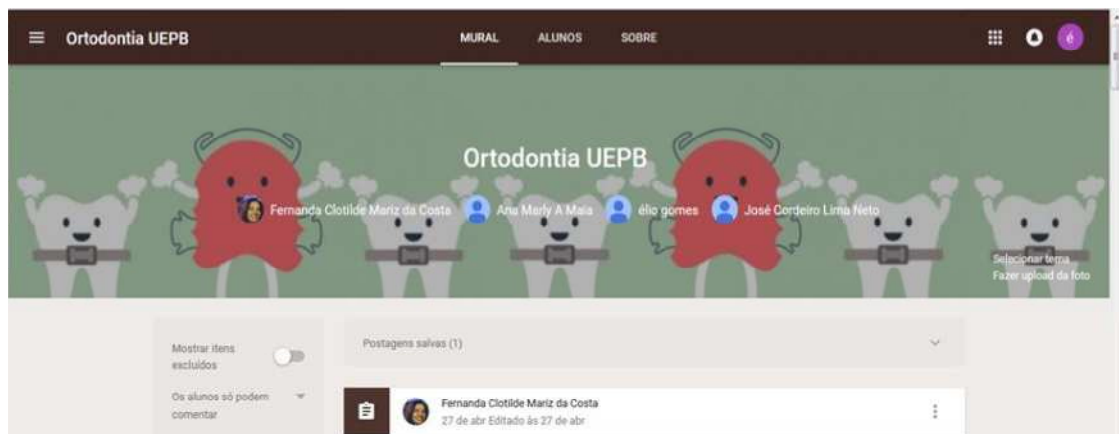 Ortodontia UEPB
MURAL ALUNOS SOBRE
é
Ortodontia UEPB
Fernanda Clotilde Mariz da Costa Ana Marly A Maia élio gomes José Cordeiro Lima Neto
Selecionar tema
Fazer upload da foto
Mostrar itens
excluídos
Os alunos só podem
comentar
Postagens salvas (1)
Fernanda Clotilde Mariz da Costa
27 de abr Editado às 27 de abr